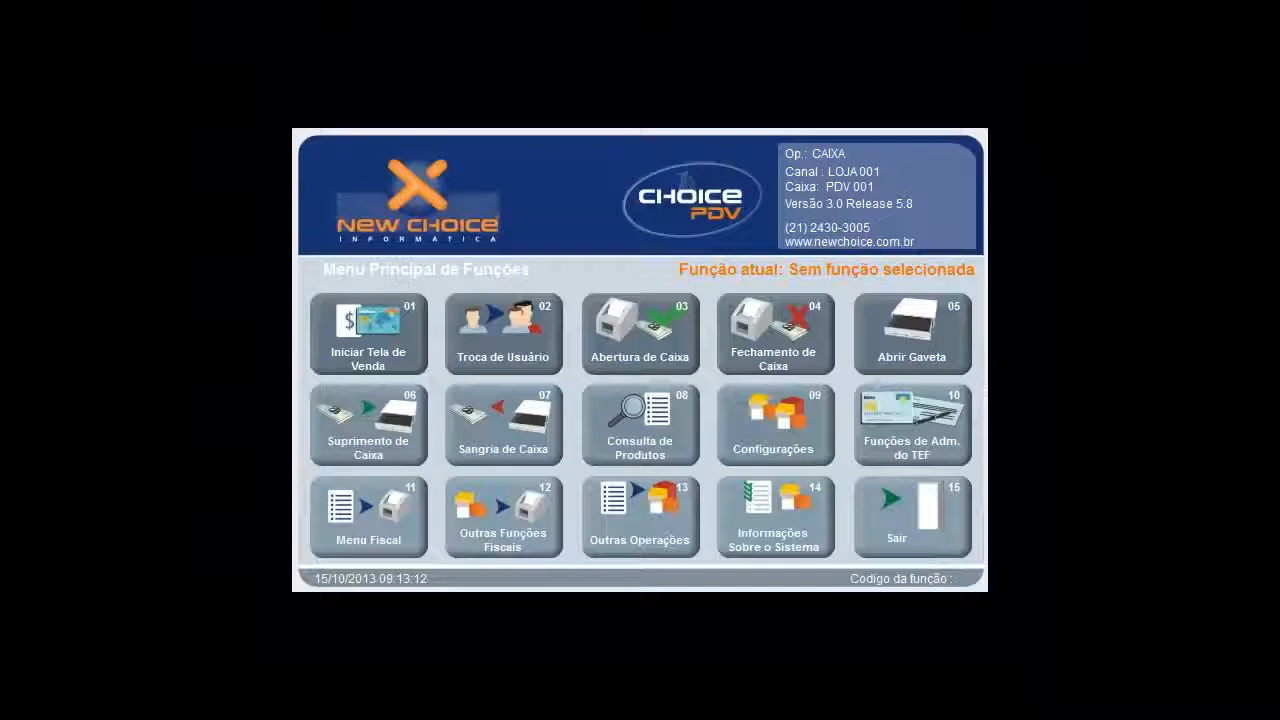 NEW CHOICE
INFORMATICA
CHOICE
PDV
Op.: CAIXA
Canal : LOJA 001
Caixa: PDV 001
Versão 3.0 Release 5.8
(21) 2430-3005
www.newchoice.com.br
Menu Principal de Funções
Função atual: Sem função selecionada
01
Iniciar Tela de
Venda
02
Troca de Usuário
03
Abertura de Caixa
04
Fechamento de
Caixa
05
Abrir Gaveta
06
Suprimento de
Caixa
07
Sangria de Caixa
08
Consulta de
Produtos
09
Configurações
10
Funções de Adm.
do TEF
11
Menu Fiscal
12
Outras Funções
Fiscais
13
Outras Operações
14
Informações
Sobre o Sistema
15
Sair
15/10/2013 09:13:12
Codigo da função :